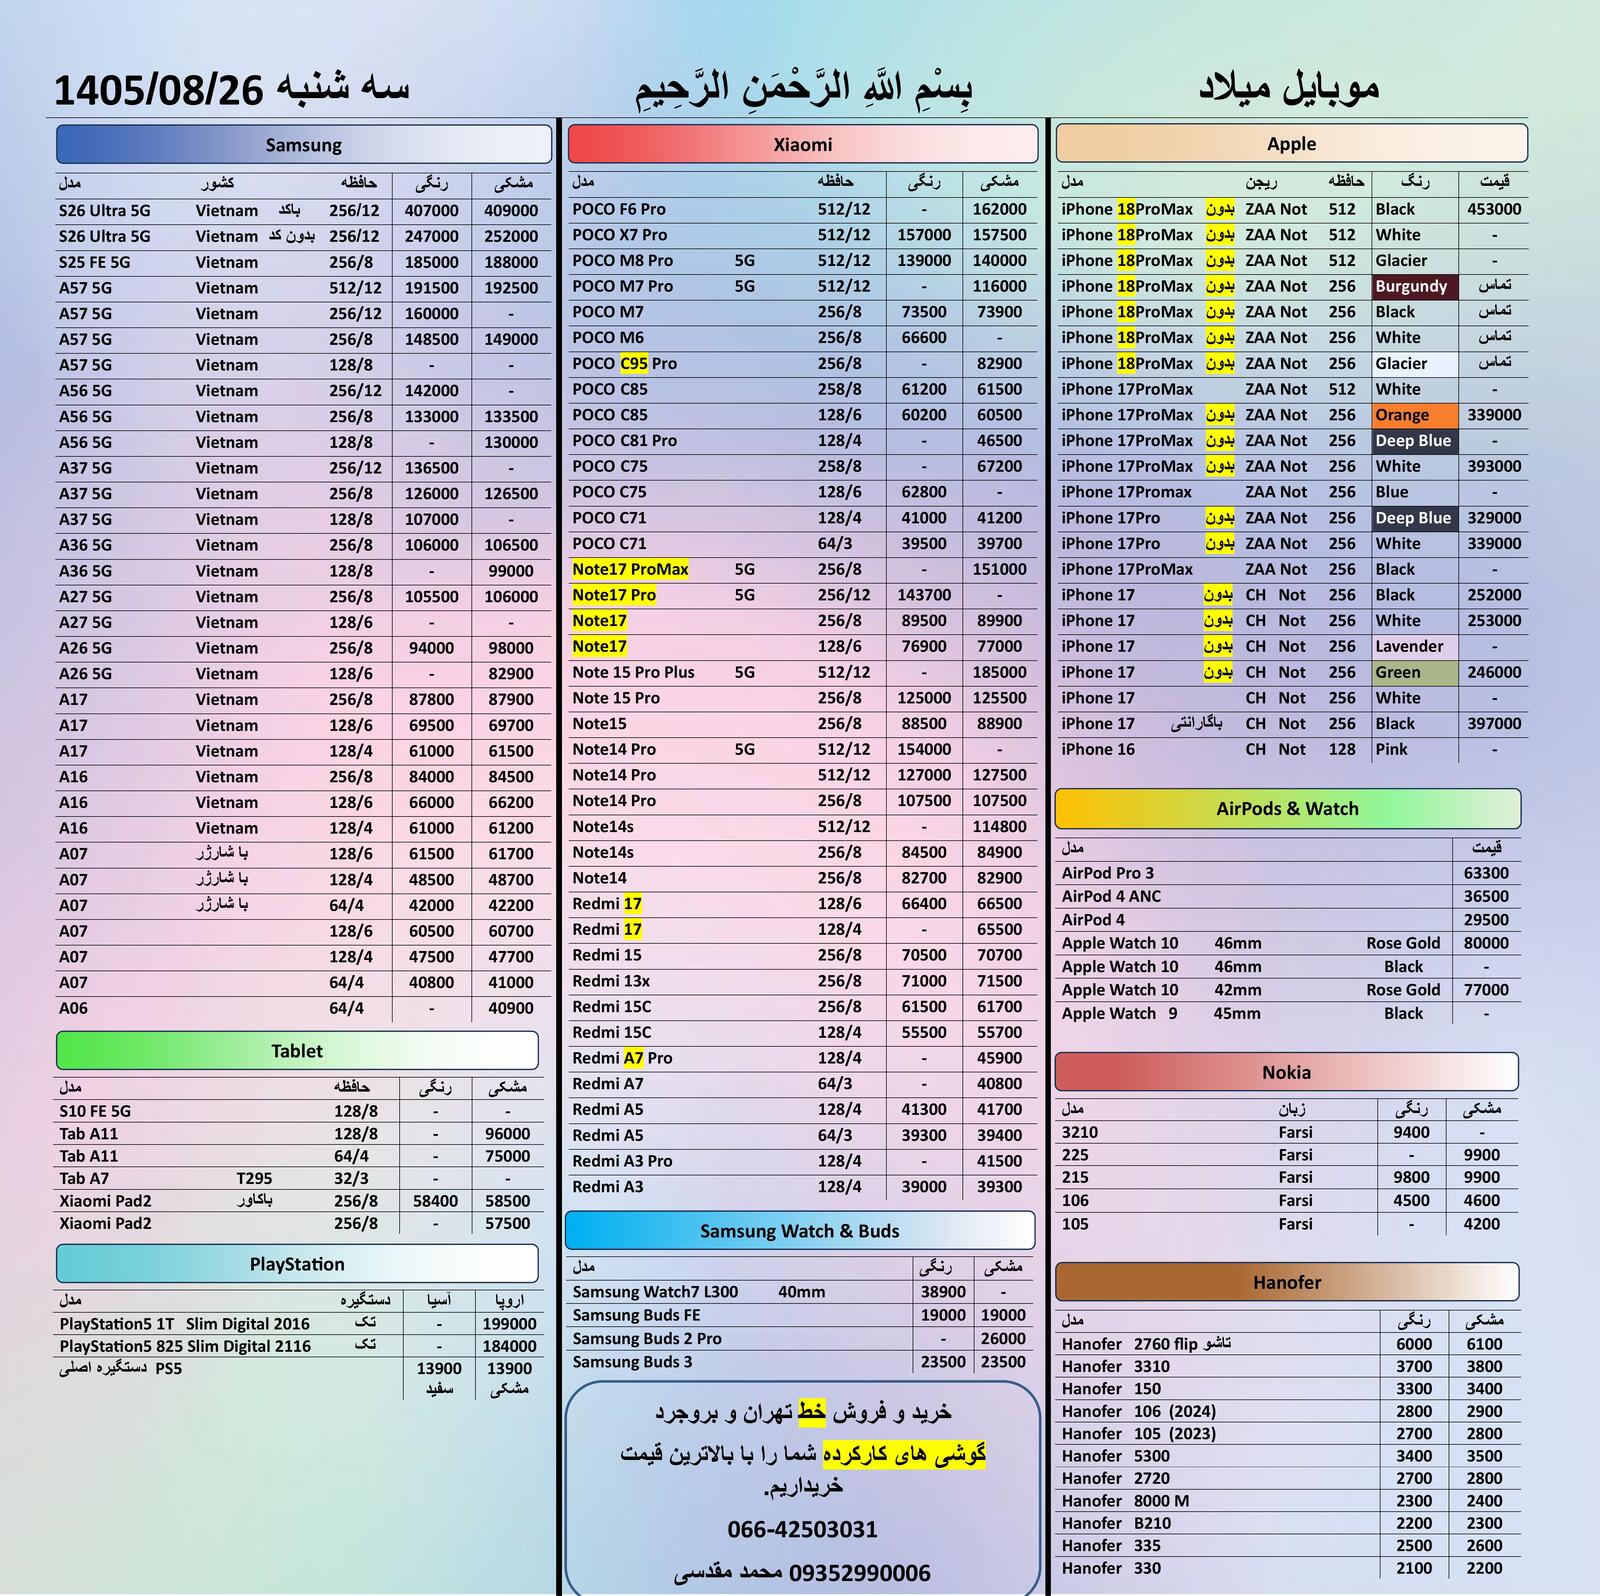 موبایل میلاد
بِسْمِ اللَّهِ الرَّحْمَنِ الرَّحِیمِ
سه شنبه 1405/08/26
Samsung
مدل کشور حافظه رنگی مشکی
S26 Ultra 5G Vietnam باکد 256/12 407000 409000
S26 Ultra 5G Vietnam بدون کد 256/12 247000 252000
S25 FE 5G Vietnam 256/8 185000 188000
A57 5G Vietnam 512/12 191500 192500
A57 5G Vietnam 256/12 160000 -
A57 5G Vietnam 256/8 148500 149000
A57 5G Vietnam 128/8 - -
A56 5G Vietnam 256/12 142000 -
A56 5G Vietnam 256/8 133000 133500
A56 5G Vietnam 128/8 - 130000
A37 5G Vietnam 256/12 136500 -
A37 5G Vietnam 256/8 126000 126500
A37 5G Vietnam 128/8 107000 -
A36 5G Vietnam 256/8 106000 106500
A36 5G Vietnam 128/8 - 99000
A27 5G Vietnam 256/8 105500 106000
A27 5G Vietnam 128/6 - -
A26 5G Vietnam 256/8 94000 98000
A26 5G Vietnam 128/6 - 82900
A17 Vietnam 256/8 87800 87900
A17 Vietnam 128/6 69500 69700
A17 Vietnam 128/4 61000 61500
A16 Vietnam 256/8 84000 84500
A16 Vietnam 128/6 66000 66200
A16 Vietnam 128/4 61000 61200
A07 با شارژر 128/6 61500 61700
A07 با شارژر 128/4 48500 48700
A07 با شارژر 64/4 42000 42200
A07 128/6 60500 60700
A07 128/4 47500 47700
A07 64/4 40800 41000
A06 64/4 - 40900
Tablet
مدل حافظه رنگی مشکی
S10 FE 5G 128/8 - -
Tab A11 128/8 - 96000
Tab A11 64/4 - 75000
Tab A7 T295 32/3 - -
Xiaomi Pad2 باکاور 256/8 58400 58500
Xiaomi Pad2 256/8 - 57500
PlayStation
مدل دستگیره آسیا اروپا
PlayStation5 1T Slim Digital 2016 تک - 199000
PlayStation5 825 Slim Digital 2116 تک - 184000
دستگیره اصلی PS5 13900 13900
سفید مشکی
Xiaomi
مدل حافظه رنگی مشکی
POCO F6 Pro 512/12 - 162000
POCO X7 Pro 512/12 157000 157500
POCO M8 Pro 5G 512/12 139000 140000
POCO M7 Pro 5G 512/12 - 116000
POCO M7 256/8 73500 73900
POCO M6 256/8 66600 -
POCO C95 Pro 256/8 - 82900
POCO C85 258/8 61200 61500
POCO C85 128/6 60200 60500
POCO C81 Pro 128/4 - 46500
POCO C75 258/8 - 67200
POCO C75 128/6 62800 -
POCO C71 128/4 41000 41200
POCO C71 64/3 39500 39700
Note17 ProMax 5G 256/8 - 151000
Note17 Pro 5G 256/12 143700 -
Note17 256/8 89500 89900
Note17 128/6 76900 77000
Note 15 Pro Plus 5G 512/12 - 185000
Note 15 Pro 256/8 125000 125500
Note15 256/8 88500 88900
Note14 Pro 5G 512/12 154000 -
Note14 Pro 512/12 127000 127500
Note14 Pro 256/8 107500 107500
Note14s 512/12 - 114800
Note14s 256/8 84500 84900
Note14 256/8 82700 82900
Redmi 17 128/6 66400 66500
Redmi 17 128/4 - 65500
Redmi 15 256/8 70500 70700
Redmi 13x 256/8 71000 71500
Redmi 15C 256/8 61500 61700
Redmi 15C 128/4 55500 55700
Redmi A7 Pro 128/4 - 45900
Redmi A7 64/3 - 40800
Redmi A5 128/4 41300 41700
Redmi A5 64/3 39300 39400
Redmi A3 Pro 128/4 - 41500
Redmi A3 128/4 39000 39300
Samsung Watch & Buds
مدل رنگی مشکی
Samsung Watch7 L300 40mm 38900 -
Samsung Buds FE 19000 19000
Samsung Buds 2 Pro - 26000
Samsung Buds 3 23500 23500
خرید و فروش خط تهران و بروجرد
گوشی های کارکرده شما را با بالاترین قیمت
خریداریم.
066-42503031
09352990006 محمد مقدسی
Apple
مدل ریجن حافظه رنگ قیمت
iPhone 18ProMax بدون ZAA Not 512 Black 453000
iPhone 18ProMax بدون ZAA Not 512 White -
iPhone 18ProMax بدون ZAA Not 512 Glacier -
iPhone 18ProMax بدون ZAA Not 256 Burgundy تماس
iPhone 18ProMax بدون ZAA Not 256 Black تماس
iPhone 18ProMax بدون ZAA Not 256 White تماس
iPhone 18ProMax بدون ZAA Not 256 Glacier تماس
iPhone 17ProMax ZAA Not 512 White -
iPhone 17ProMax بدون ZAA Not 256 Orange 339000
iPhone 17ProMax بدون ZAA Not 256 Deep Blue -
iPhone 17ProMax بدون ZAA Not 256 White 393000
iPhone 17Promax ZAA Not 256 Blue -
iPhone 17Pro بدون ZAA Not 256 Deep Blue 329000
iPhone 17Pro بدون ZAA Not 256 White 339000
iPhone 17ProMax ZAA Not 256 Black -
iPhone 17 بدون CH Not 256 Black 252000
iPhone 17 بدون CH Not 256 White 253000
iPhone 17 بدون CH Not 256 Lavender -
iPhone 17 بدون CH Not 256 Green 246000
iPhone 17 CH Not 256 White -
iPhone 17 باگارانتی CH Not 256 Black 397000
iPhone 16 CH Not 128 Pink -
AirPods & Watch
مدل قیمت
AirPod Pro 3 63300
AirPod 4 ANC 36500
AirPod 4 29500
Apple Watch 10 46mm Rose Gold 80000
Apple Watch 10 46mm Black -
Apple Watch 10 42mm Rose Gold 77000
Apple Watch 9 45mm Black -
Nokia
مدل زبان رنگی مشکی
3210 Farsi 9400 -
225 Farsi - 9900
215 Farsi 9800 9900
106 Farsi 4500 4600
105 Farsi - 4200
Hanofer
مدل رنگی مشکی
Hanofer 2760 flip تاشو 6000 6100
Hanofer 3310 3700 3800
Hanofer 150 3300 3400
Hanofer 106 (2024) 2800 2900
Hanofer 105 (2023) 2700 2800
Hanofer 5300 3400 3500
Hanofer 2720 2700 2800
Hanofer 8000 M 2300 2400
Hanofer B210 2200 2300
Hanofer 335 2500 2600
Hanofer 330 2100 2200